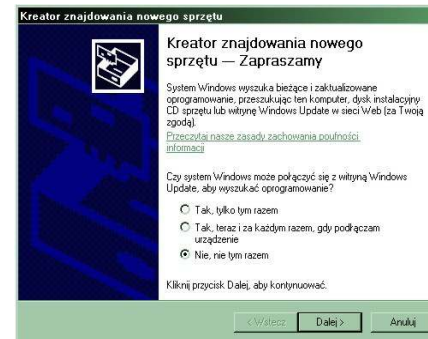 Kreator znajdowania nowego sprzętu
Kreator znajdowania nowego
sprzętu — Zapraszamy
System Windows wyszuka bieżące i zaktualizowane
oprogramowanie, przeszukując ten komputer, dysk instalacyjny
CD sprzętu lub witrynę Windows Update w sieci Web (za Twoją
zgodą).
Przeczytaj nasze zasady zachowania poufności
informacji
Czy system Windows może połączyć się z witryną Windows
Update, aby wyszukać oprogramowanie?
Tak, tylko tym razem
Tak, teraz i za każdym razem, gdy podłączam
urządzenie
Nie, nie tym razem
Kliknij przycisk Dalej, aby kontynuować.
< Wstecz
Dalej >
Anuluj